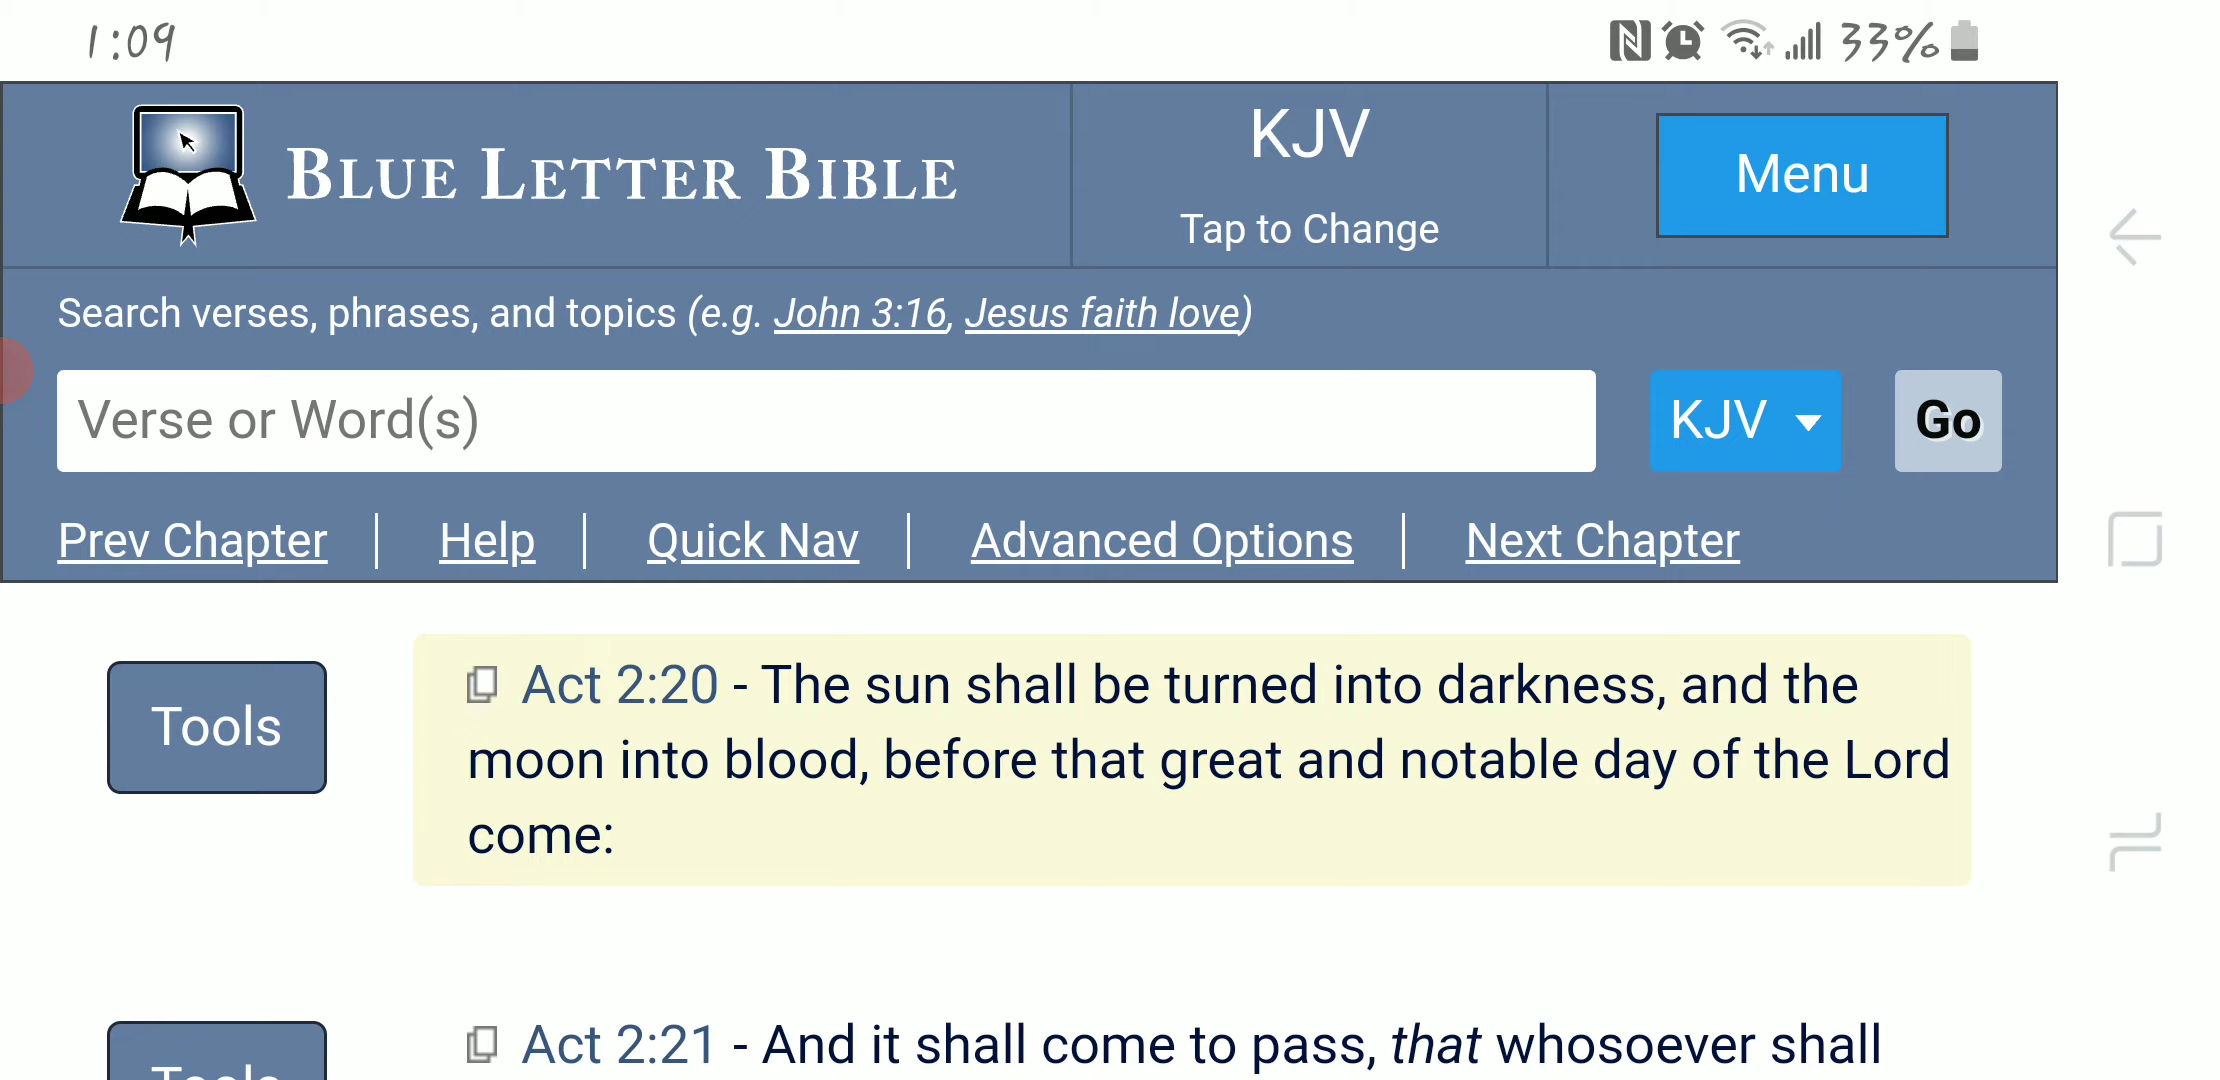 1:09 33%
BLUE LETTER BIBLE
KJV
Tap to Change
Menu
Search verses, phrases, and topics (e.g. John 3:16, Jesus faith love)
Verse or Word(s) KJV Go
Prev Chapter | Help | Quick Nav | Advanced Options | Next Chapter
Tools
Act 2:20 - The sun shall be turned into darkness, and the
moon into blood, before that great and notable day of the Lord
come:
Tools
Act 2:21 - And it shall come to pass, that whosoever shall